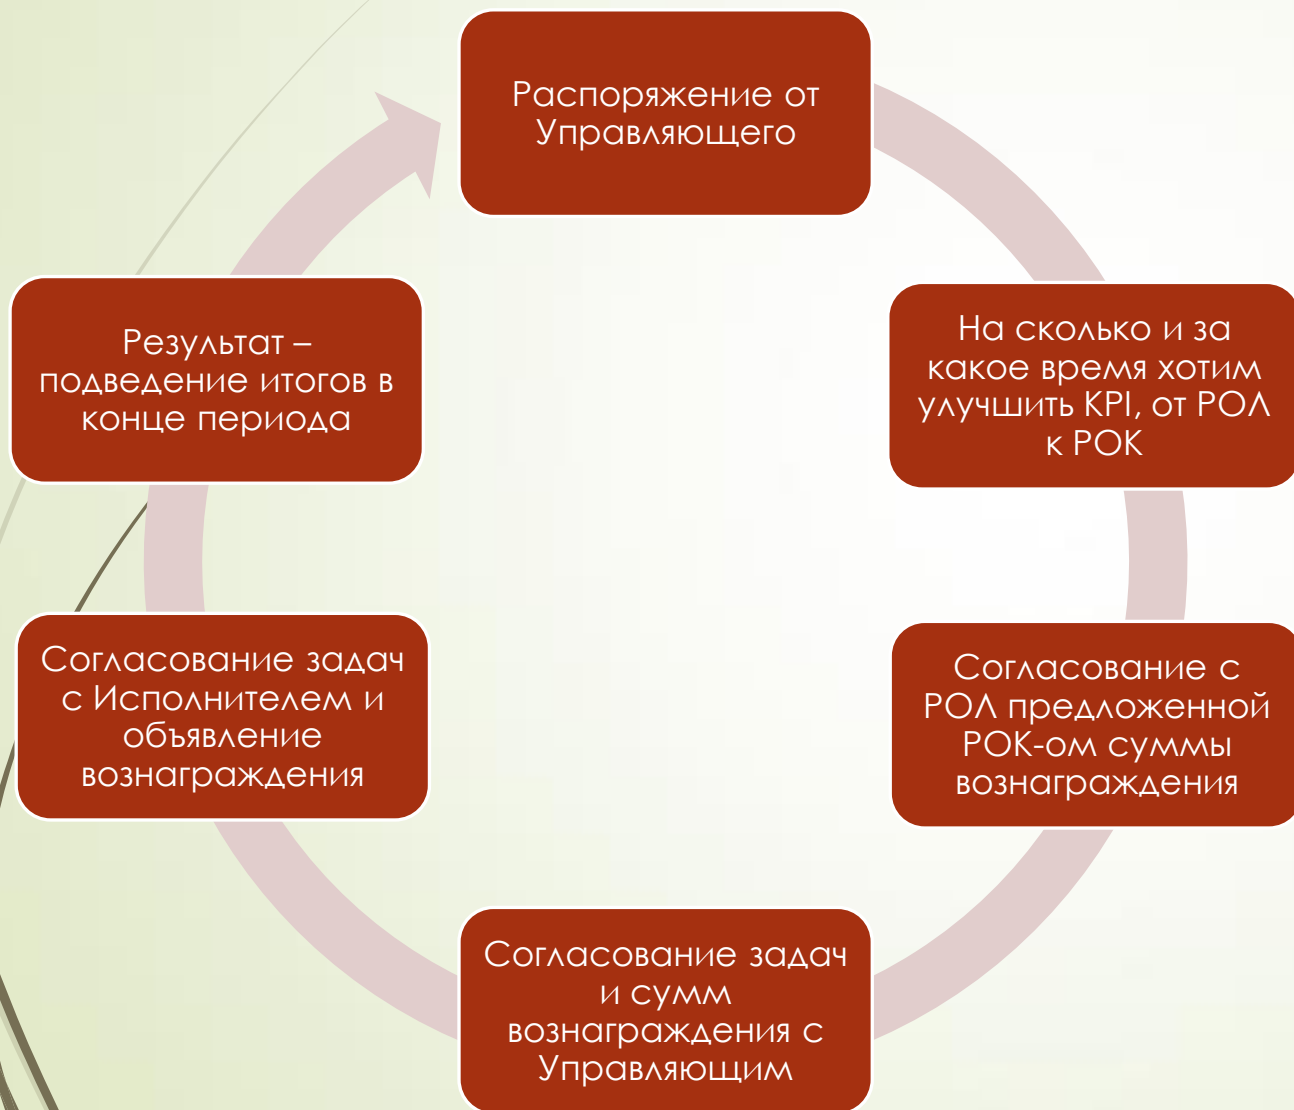 Распоряжение от
Управляющего
На сколько и за
какое время хотим
улучшить KPI, от РОЛ
к РОК
Согласование с
РОЛ предложенной
РОК-ом суммы
вознаграждения
Согласование задач
и сумм
вознаграждения с
Управляющим
Согласование задач
с Исполнителем и
объявление
вознаграждения
Результат –
подведение итогов в
конце периода